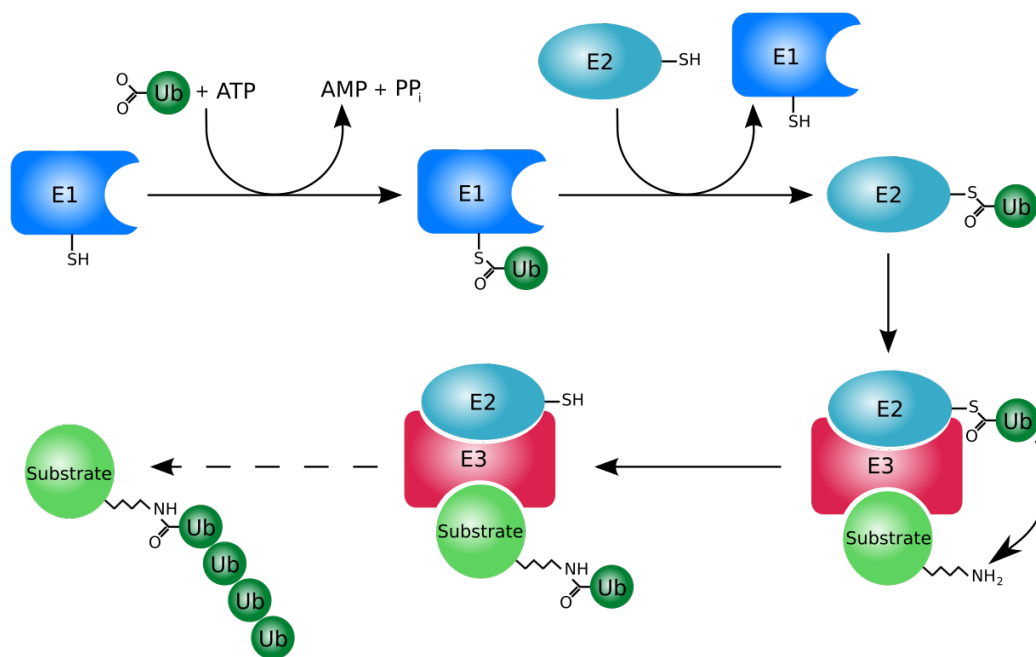 E2
SH
E1
SH
O
O
Ub + ATP
AMP + PPi
E1
SH
E1
S
O
Ub
E2
S
O
Ub
E2
SH
E3
Substrate
NH
O
Ub
E2
S
O
Ub
E3
Substrate
NH2
Substrate
NH
O
Ub
Ub
Ub
Ub